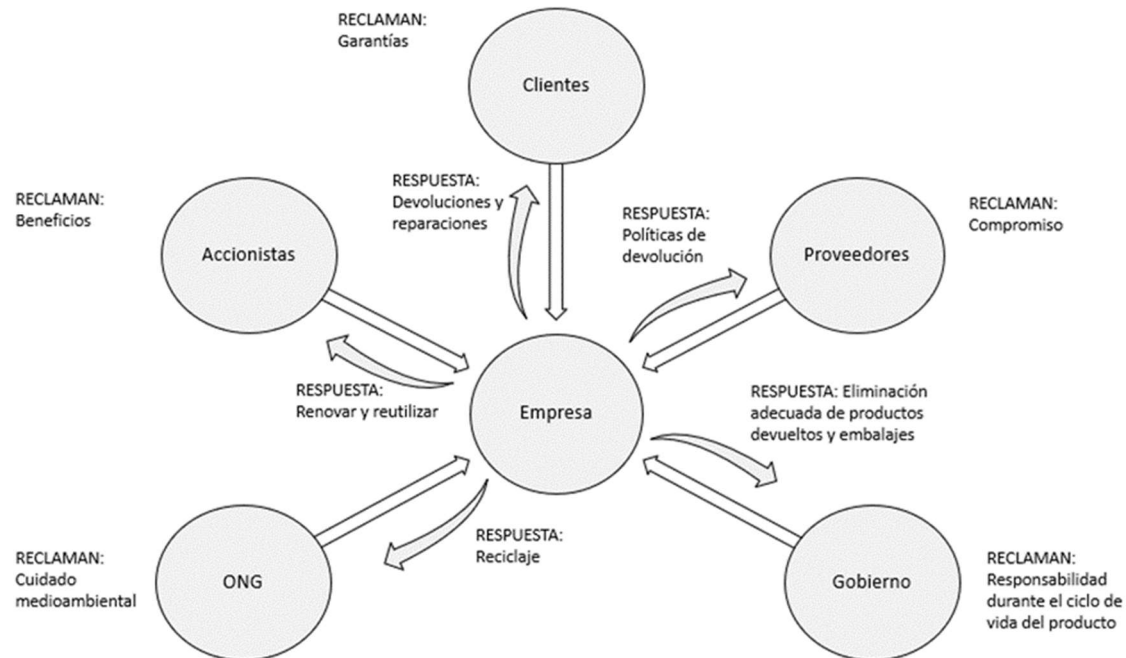 RECLAMAN:
Garantías
Clientes
RECLAMAN:
Beneficios
Accionistas
RESPUESTA:
Devoluciones y
reparaciones
RESPUESTA:
Políticas de
devolución
Proveedores
RECLAMAN:
Compromiso
RESPUESTA:
Renovar y reutilizar
Empresa
RESPUESTA: Eliminación
adecuada de productos
devueltos y embalajes
RECLAMAN:
Cuidado
medioambiental
ONG
RESPUESTA:
Reciclaje
Gobierno
RECLAMAN:
Responsabilidad
durante el ciclo de
vida del producto